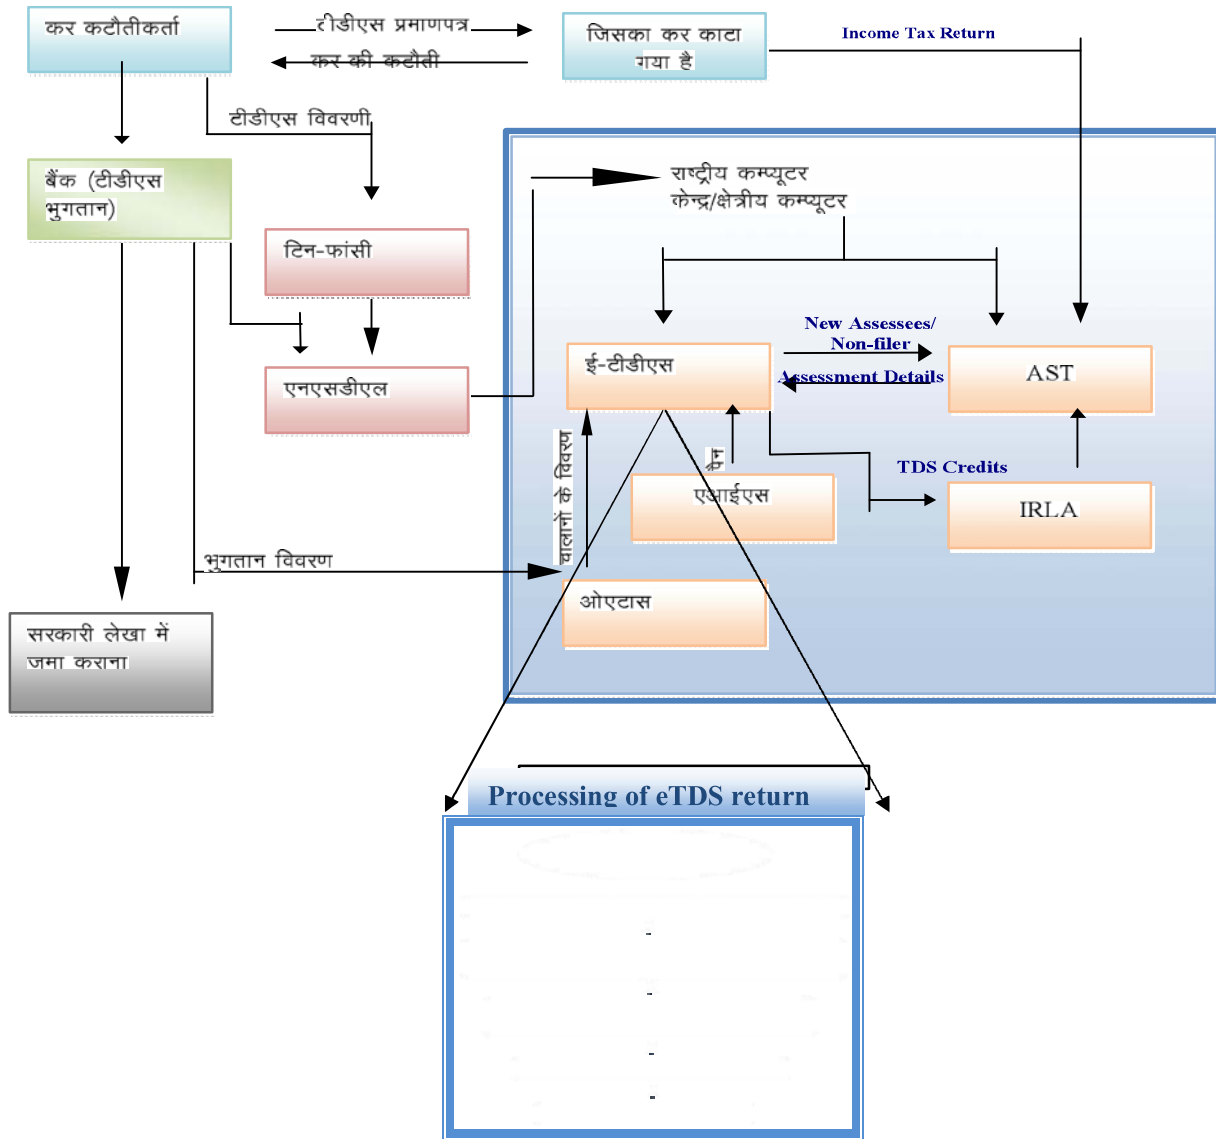 कर कटौतीकर्ता
टीडीएस प्रमाणपत्र
कर की कटौती
जिसका कर काटा
गया है
Income Tax Return
टीडीएस विवरणी
बैंक (टीडीएस
भुगतान)
राष्ट्रीय कम्प्यूटर
केन्द्र/क्षेत्रीय कम्प्यूटर
टिन-फांसी
एनएसडीएल
New Assessees/
Non-filer
ई-टीडीएस
Assessment Details
AST
चालानों के विवरण
पैन
TDS Credits
एआईएस
IRLA
भुगतान विवरण
ओएटास
सरकारी लेखा में
जमा कराना
Processing of eTDS return